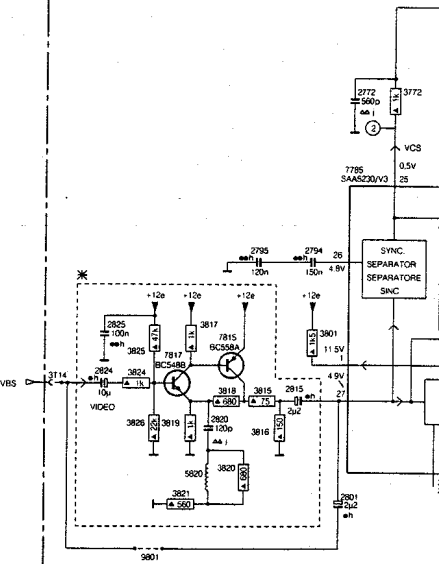 2772
560p
3772
1k
2
VCS
0,5V
7785
SAA5230/V3
25
2795
120n
2794
150n
26
4.8V
SYNC.
SEPARATOR
SEPARATORE
SINC
+12e
+12e
+12e
+12e
2825
100n
47k
3825
3817
1k
7815
BC558A
7817
BC548B
3801
1k5
11.5V
1
VBS
3T14
2824
10µ
3824
1k
VIDEO
3818
680
3815
75
2815
2µ2
4.9V
27
3826
22k
3819
1k
2820
120p
3816
150
5820
3820
680
3821
560
2801
2µ2
9801